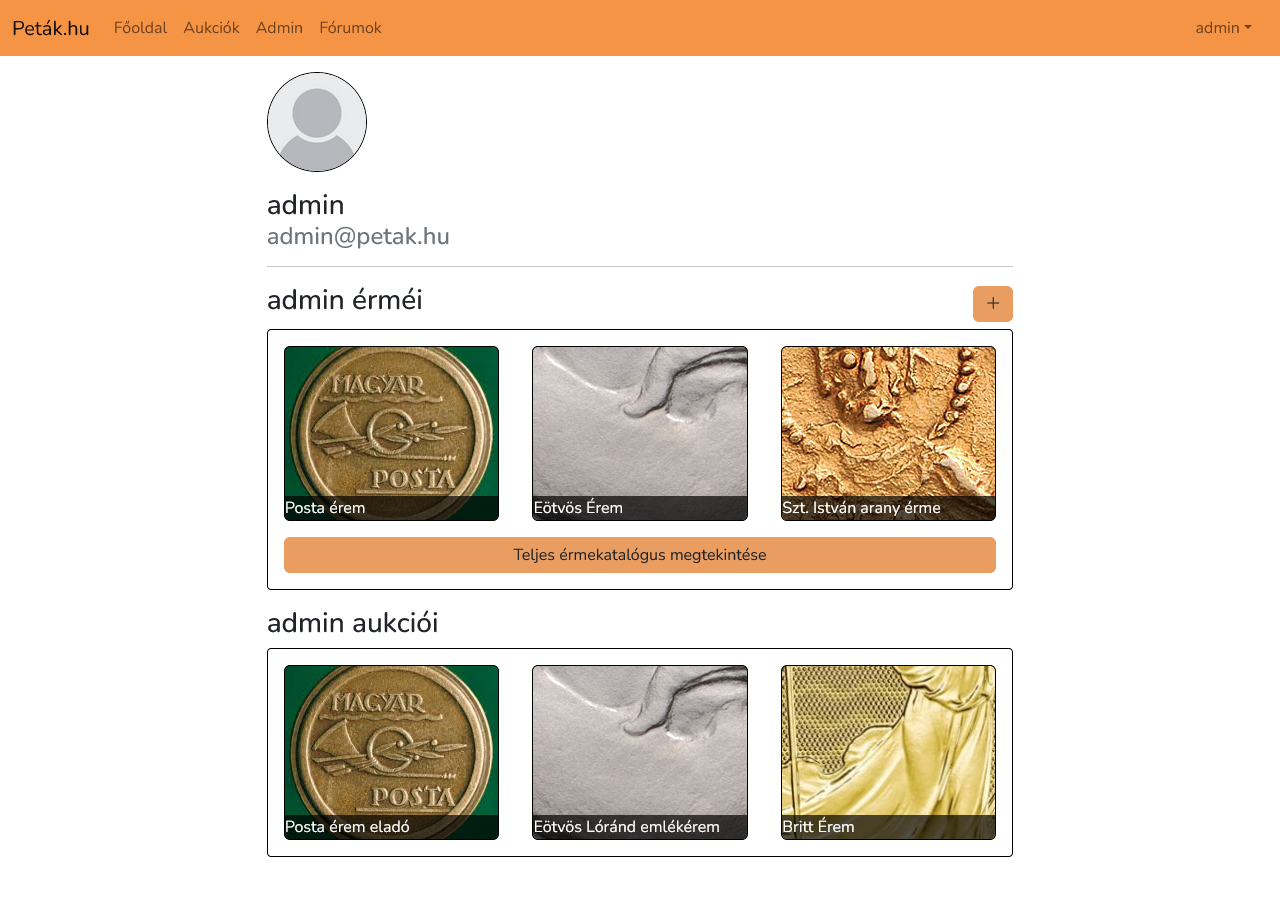 Peták.hu Főoldal Aukciók Admin Fórumok admin
admin
admin@petak.hu
admin érméi +
MAGYAR
POSTA
Posta érem Eötvös Érem Szt. István arany érme
Teljes érmekatalógus megtekintése
admin aukciói
MAGYAR
POSTA
Posta érem eladó Eötvös Lóránd emlékérem Britt Érem